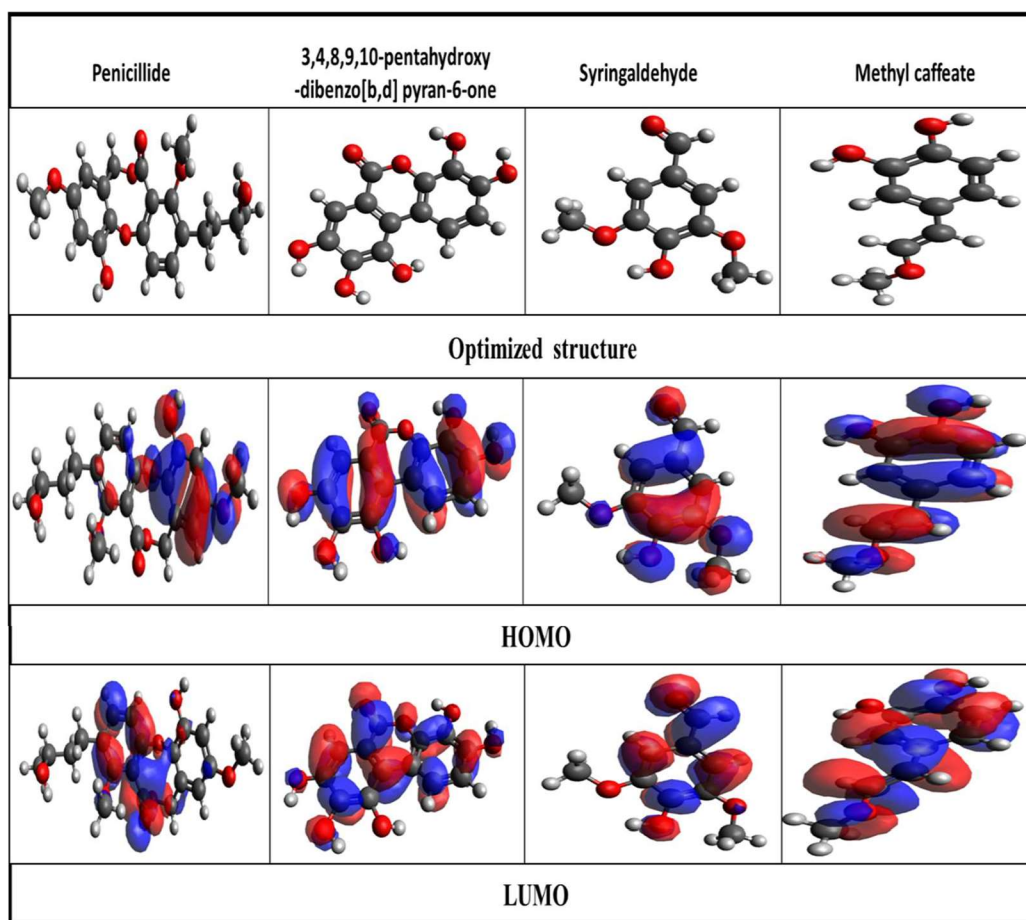 Penicillide
3,4,8,9,10-pentahydroxy
-dibenzo[b,d] pyran-6-one
Syringaldehyde
Methyl caffeate
Optimized structure
HOMO
LUMO